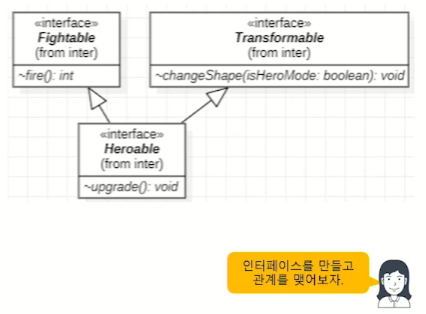 «interface»
Fightable
(from inter)
~fire(): int
«interface»
Transformable
(from inter)
~changeShape(isHeroMode: boolean): void
«interface»
Heroable
(from inter)
~upgrade(): void
인터페이스를 만들고
관계를 맺어보자.